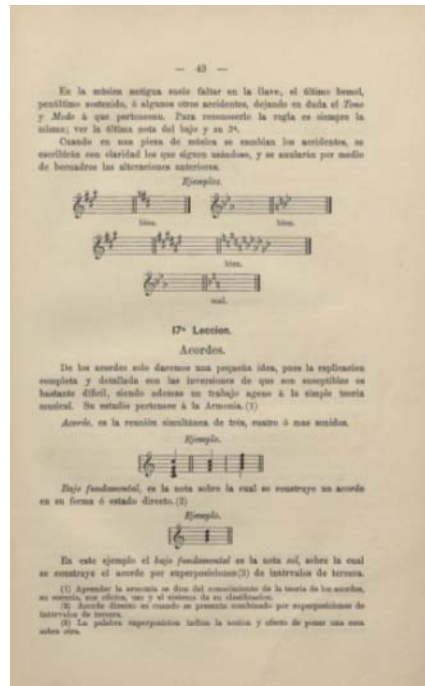 — 43 —
En la música antigua suele faltar en la llave, el último bemol,
penúltimo sostenido, ó algunos otros accidentes, dejando en duda el Tono
y Modo á que pertenecen. Para reconocerlo la regla es siempre la
misma; ver la última nota del bajo y su 3ª.
Cuando en una pieza de música se cambian los accidentes, se
escribirán con claridad los que siguen usándose, y se anularán por medio
de becuadros las alteraciones anteriores.
Ejemplos.
bien. bien.
bien.
mal.
17ª Leccion.
Acordes.
De los acordes solo daremos una pequeña idea, pues la esplicacion
completa y detallada con las inversiones de que son susceptibles es
bastante difícil, siendo ademas un trabajo ageno á la simple teoría
musical. Su estudio pertenece á la Armonia.(1)
Acorde, es la reunión simultánea de trés, cuatro ó mas sonidos.
Ejemplo.
Bajo fundamental, es la nota sobre la cual se construye un acorde
en su forma ó estado directo.(2)
Ejemplo.
En este ejemplo el bajo fundamental es la nota sol, sobre la cual
se construye el acorde por superposiciones(3) de intérvalos de tercera.
(1) Aprender la armonia se dice del conocimiento de la teoría de los acordes,
su esencia, sus efectos, uso y el sistema de su clasificacion.
(2) Acorde directo es cuando se presenta combinado por superposiciones de
intérvalos de tercera.
(3) La palabra superposicion indica la accion y efecto de poner una cosa
sobre otra.